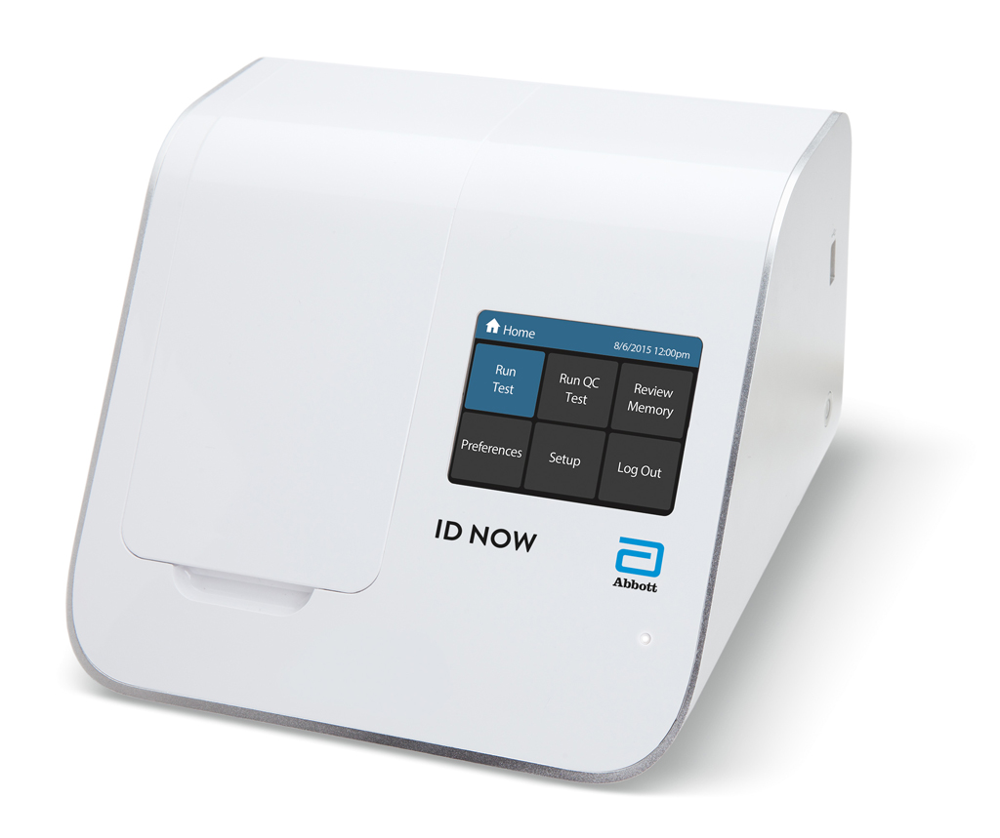 Home
8/6/2015 12:00pm
Run
Test
Run QC
Test
Review
Memory
Preferences
Setup
Log Out
ID NOW
Abbott